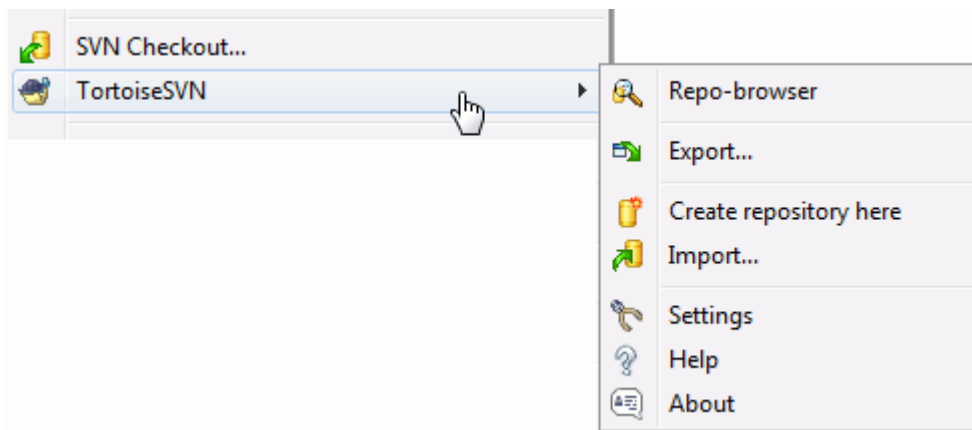 SVN Checkout...
TortoiseSVN
Repo-browser
Export...
Create repository here
Import...
Settings
Help
About